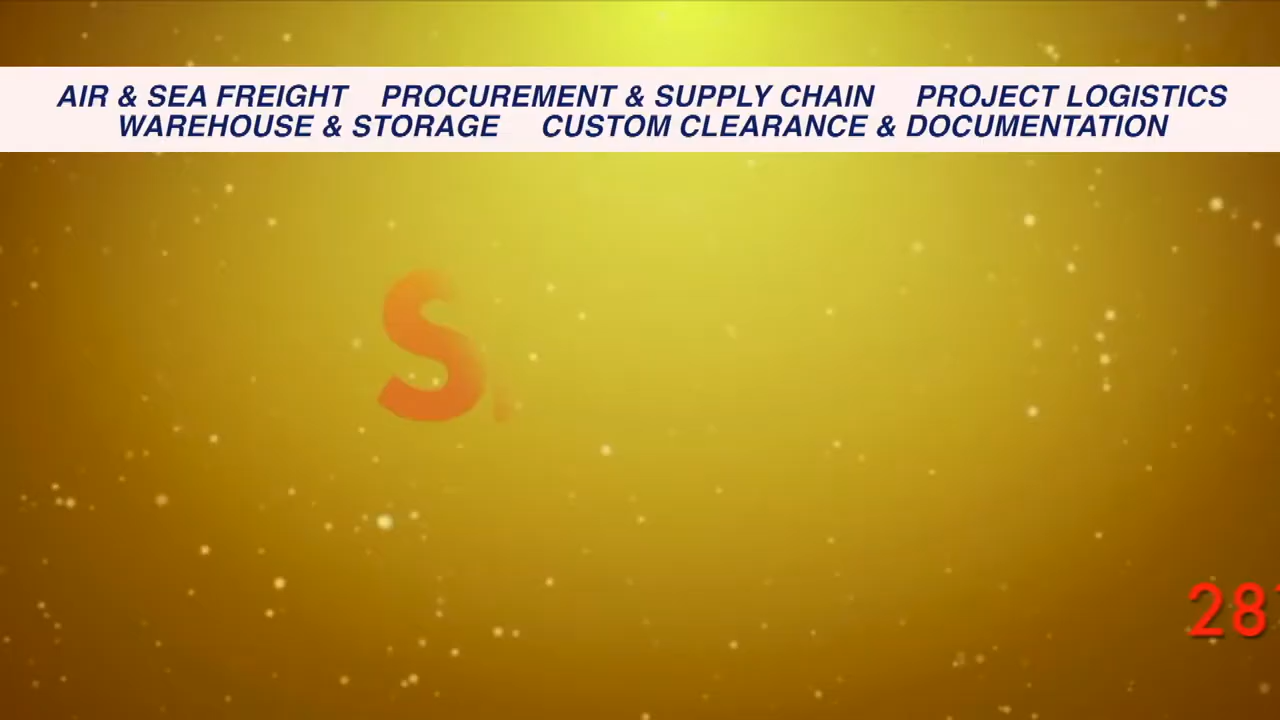 AIR & SEA FREIGHT PROCUREMENT & SUPPLY CHAIN PROJECT LOGISTICS
WAREHOUSE & STORAGE CUSTOM CLEARANCE & DOCUMENTATION
S
28